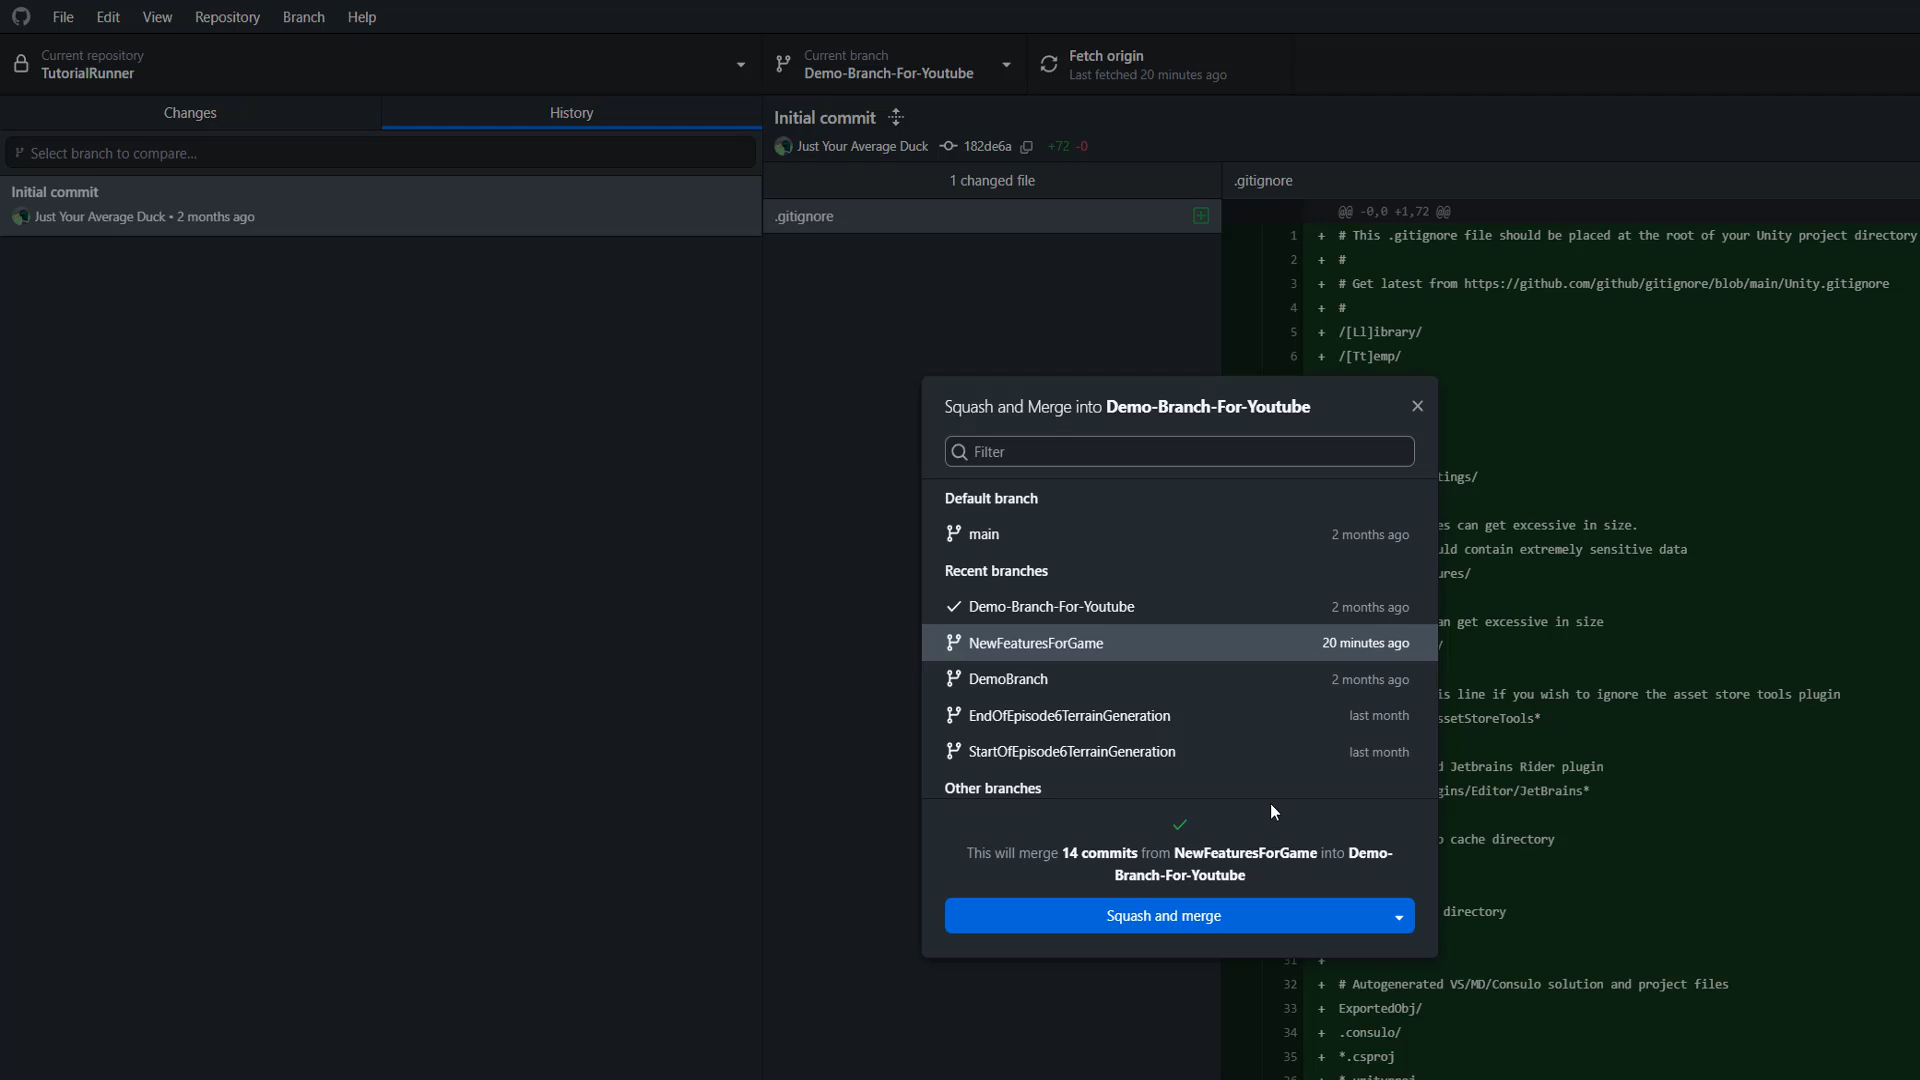 File Edit View Repository Branch Help
Current repository
TutorialRunner
Current branch
Demo-Branch-For-Youtube
Fetch origin
Last fetched 20 minutes ago
Changes
History
Select branch to compare...
Initial commit
Just Your Average Duck • 2 months ago
Initial commit
Just Your Average Duck 182de6a +72 -0
1 changed file
.gitignore
.gitignore
@@ -0,0 +1,72 @@
1 + # This .gitignore file should be placed at the root of your Unity project directory
2 + #
3 + # Get latest from https://github.com/github/gitignore/blob/main/Unity.gitignore
4 + #
5 + /[Ll]ibrary/
6 + /[Tt]emp/
tings/
es can get excessive in size.
uld contain extremely sensitive data
ures/
an get excessive in size
/
is line if you wish to ignore the asset store tools plugin
ssetStoreTools*
d Jetbrains Rider plugin
gins/Editor/JetBrains*
o cache directory
directory
31 +
32 + # Autogenerated VS/MD/Consulo solution and project files
33 + ExportedObj/
34 + .consulo/
35 + *.csproj
Squash and Merge into Demo-Branch-For-Youtube
Filter
Default branch
main 2 months ago
Recent branches
Demo-Branch-For-Youtube 2 months ago
NewFeaturesForGame 20 minutes ago
DemoBranch 2 months ago
EndOfEpisode6TerrainGeneration last month
StartOfEpisode6TerrainGeneration last month
Other branches
This will merge 14 commits from NewFeaturesForGame into Demo-
Branch-For-Youtube
Squash and merge